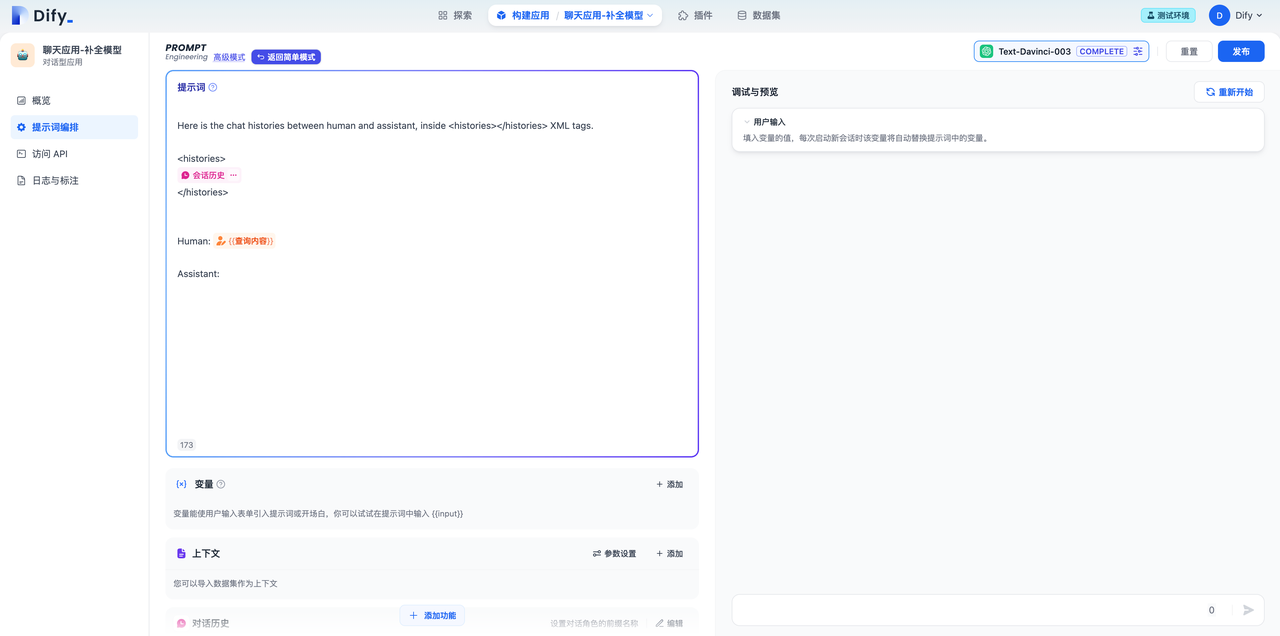 Dify_
探索
构建应用 / 聊天应用-补全模型
插件
数据集
测试环境
D
Dify
聊天应用-补全模型
对话型应用
概览
提示词编排
访问 API
日志与标注
PROMPT
Engineering 高级模式 返回简单模式
Text-Davinci-003 COMPLETE
重置
发布
提示词
Here is the chat histories between human and assistant, inside <histories></histories> XML tags.
<histories>
会话历史 ···
</histories>
Human: {{查询内容}}
Assistant:
173
变量
+ 添加
变量能使用户输入表单引入提示词或开场白，你可以试试在提示词中输入 {{input}}
上下文
参数设置
+ 添加
您可以导入数据集作为上下文
对话历史
+ 添加功能
设置对话角色的前缀名称
编辑
调试与预览
重新开始
用户输入
填入变量的值，每次启动新会话时该变量将自动替换提示词中的变量。
0